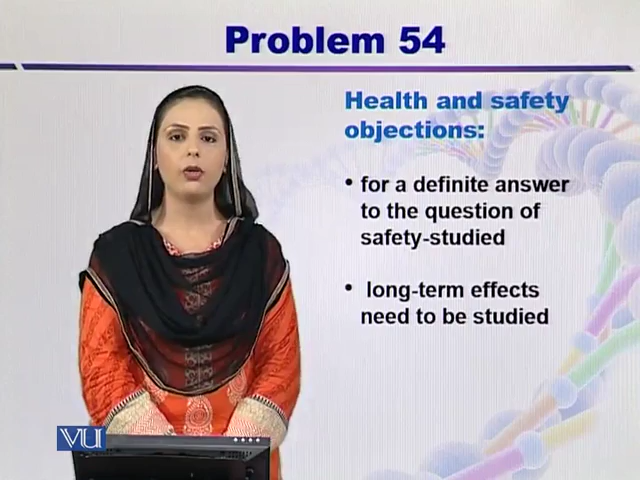 Problem 54
Health and safety
objections:
• for a definite answer
to the question of
safety-studied
• long-term effects
need to be studied
VU